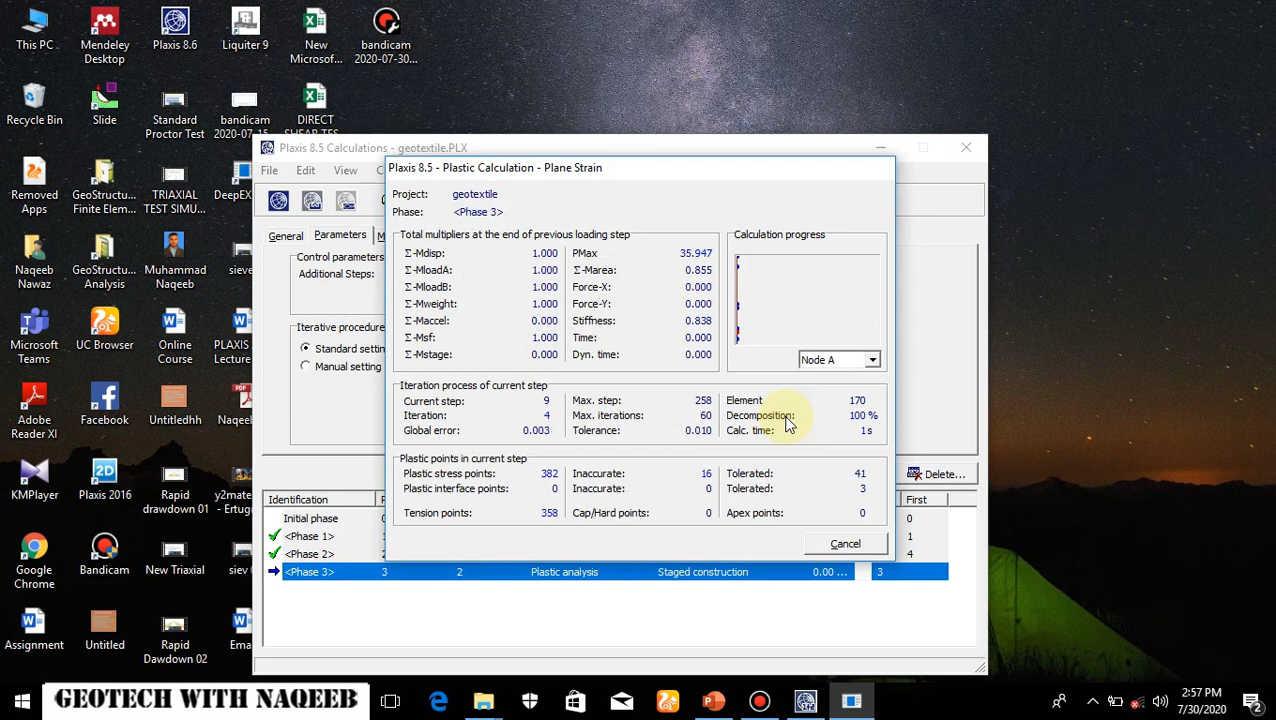 This PC
Mendeley
Desktop
Plaxis 8.6
Liquiter 9
New
Microsof...
bandicam
2020-07-30...
Recycle Bin
Slide
Standard
Proctor Test
bandicam
2020-07-15...
DIRECT
SHEAR TES...
Removed
Apps
GeoStructu...
Finite Elem...
TRIAXIAL
TEST SIMU...
DeepEX
Naqeeb
Nawaz
GeoStructu...
Analysis
Muhammad
Naqeeb
sieve
Microsoft
Teams
UC Browser
Online
Course
PLAXIS
Lecture
Adobe
Reader XI
Facebook
Untitledhh
Naqee
KMPlayer
Plaxis 2016
Rapid
drawdown 01
y2mate
- Ertug
Google
Chrome
Bandicam
New Triaxial
siev
Assignment
Untitled
Rapid
Dawdown 02
Ema
Plaxis 8.5 Calculations - geotextile.PLX
File Edit View C
General Parameters M
Control parameters
Additional Steps:
Iterative procedure
Standard settin
Manual setting
Delete...
Identification P First
Initial phase 0
<Phase 1> 1 1
<Phase 2> 2 4
<Phase 3> 3 2 Plastic analysis Staged construction 0.00 ... 3
Plaxis 8.5 - Plastic Calculation - Plane Strain
Project: geotextile
Phase: <Phase 3>
Total multipliers at the end of previous loading step
Calculation progress
Σ-Mdisp: 1.000 PMax 35.947
Σ-MloadA: 1.000 Σ-Marea: 0.855
Σ-MloadB: 1.000 Force-X: 0.000
Σ-Mweight: 1.000 Force-Y: 0.000
Σ-Maccel: 0.000 Stiffness: 0.838
Σ-Msf: 1.000 Time: 0.000
Σ-Mstage: 0.000 Dyn. time: 0.000
Node A
Iteration process of current step
Current step: 9 Max. step: 258 Element 170
Iteration: 4 Max. iterations: 60 Decomposition: 100 %
Global error: 0.003 Tolerance: 0.010 Calc. time: 1 s
Plastic points in current step
Plastic stress points: 382 Inaccurate: 16 Tolerated: 41
Plastic interface points: 0 Inaccurate: 0 Tolerated: 3
Tension points: 358 Cap/Hard points: 0 Apex points: 0
Cancel
GEOTECH WITH NAQEEB
2:57 PM
7/30/2020
2